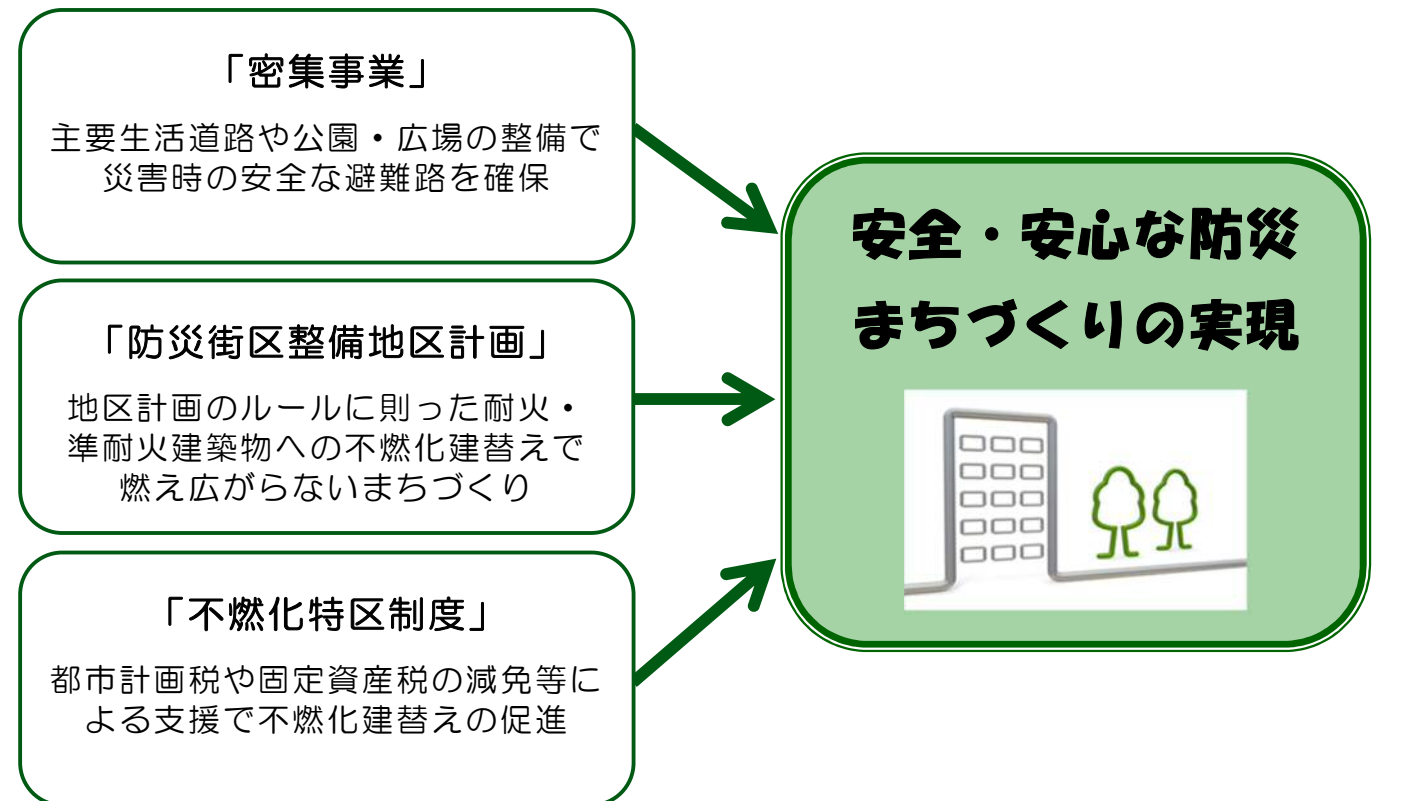 「密集事業」
主要生活道路や公園・広場の整備で
災害時の安全な避難路を確保
「防災街区整備地区計画」
地区計画のルールに則った耐火・
準耐火建築物への不燃化建替えで
燃え広がらないまちづくり
「不燃化特区制度」
都市計画税や固定資産税の減免等に
よる支援で不燃化建替えの促進
安全・安心な防災
まちづくりの実現